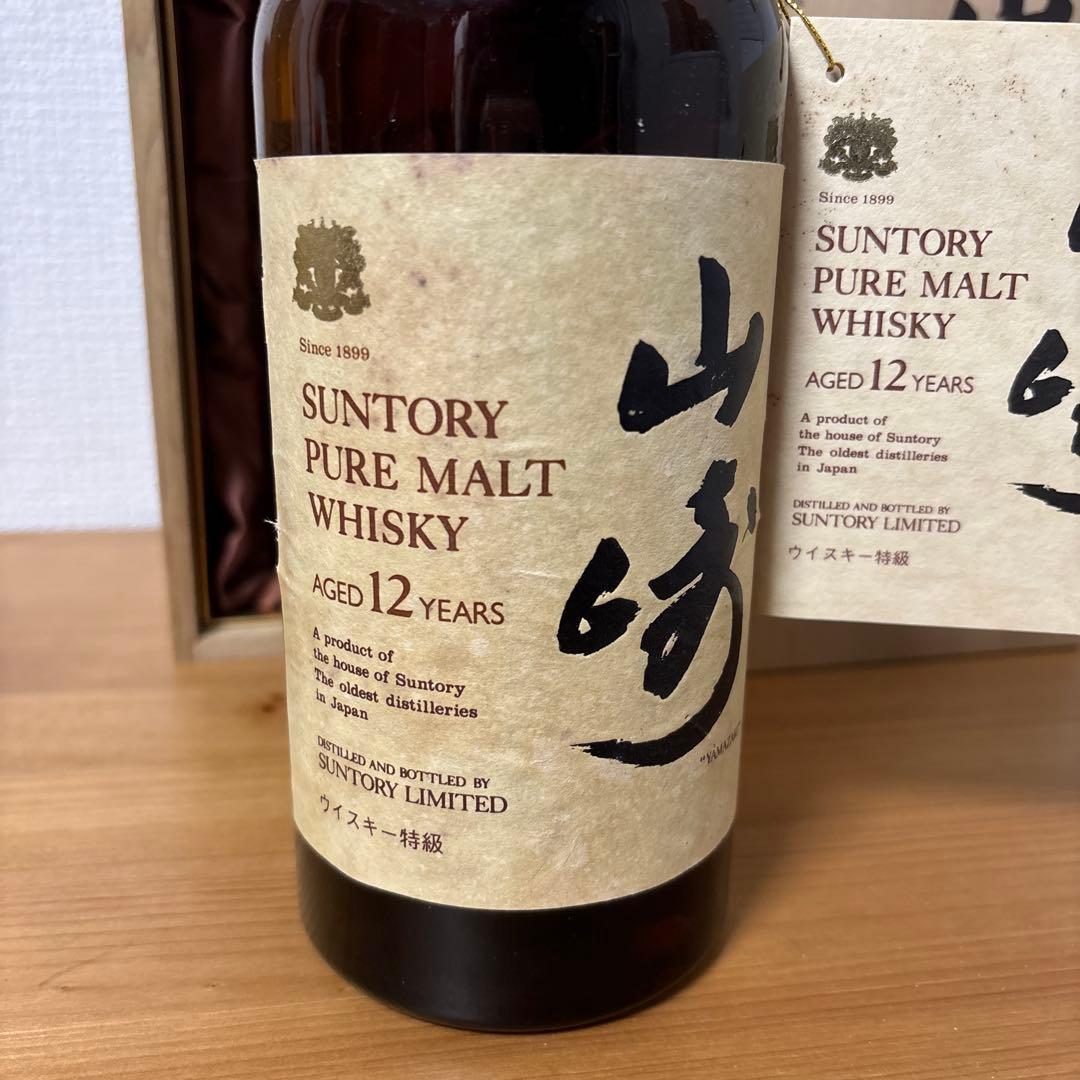 Since 1899
SUNTORY
PURE MALT
WHISKY
AGED 12 YEARS
A product of
the house of Suntory
The oldest distilleries
in Japan
DISTILLED AND BOTTLED BY
SUNTORY LIMITED
ウイスキー特級
山崎
"YAMAZAKI
Since 1899
SUNTORY
PURE MALT
WHISKY
AGED 12 YEARS
A product of
the house of Suntory
The oldest distilleries
in Japan
DISTILLED AND BOTTLED BY
SUNTORY LIMITED
ウイスキー特級